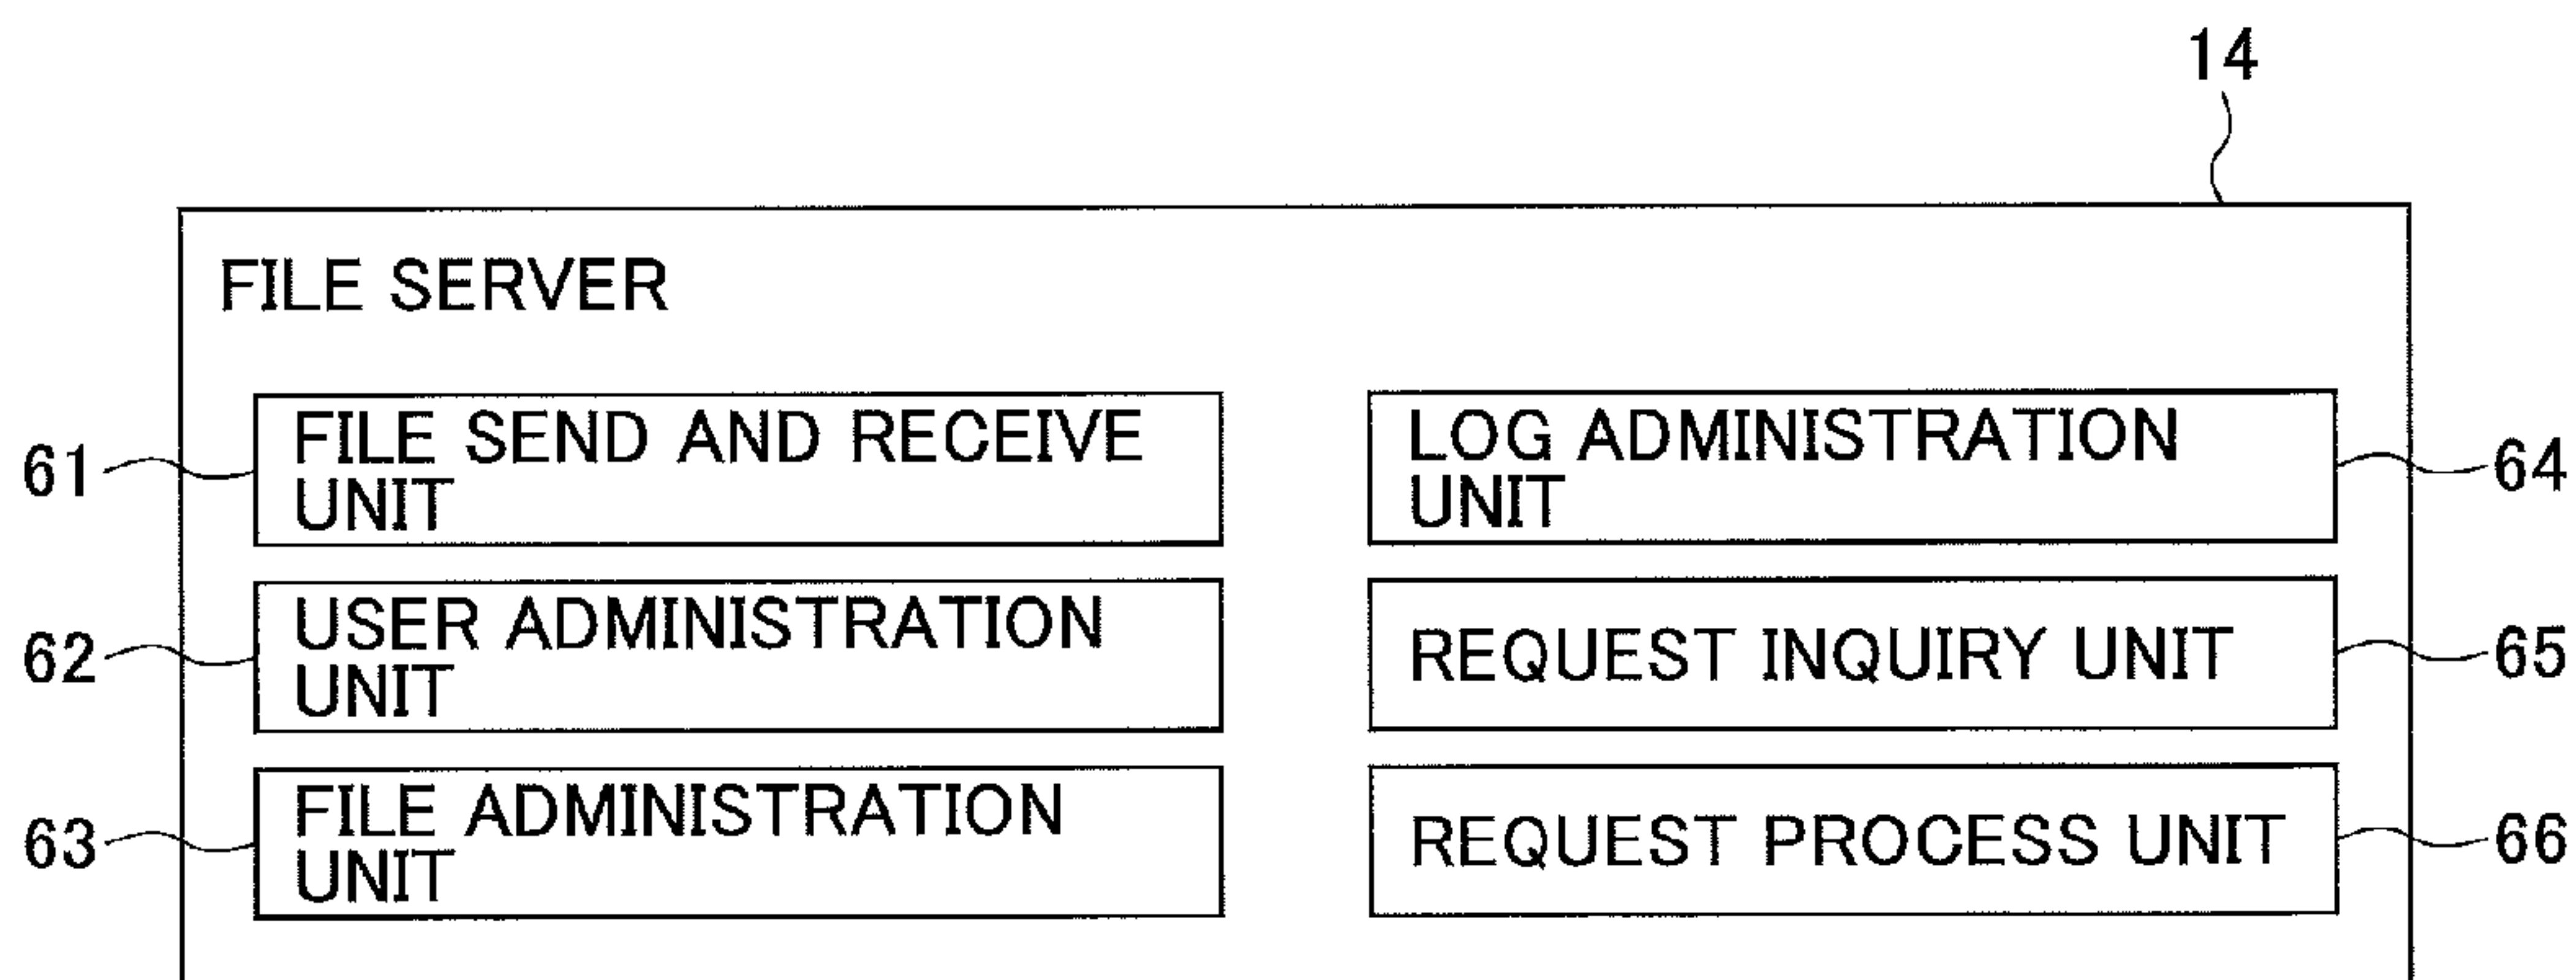 14
FILE SERVER
61
FILE SEND AND RECEIVE
UNIT
LOG ADMINISTRATION
UNIT
64
62
USER ADMINISTRATION
UNIT
REQUEST INQUIRY UNIT
65
63
FILE ADMINISTRATION
UNIT
REQUEST PROCESS UNIT
66